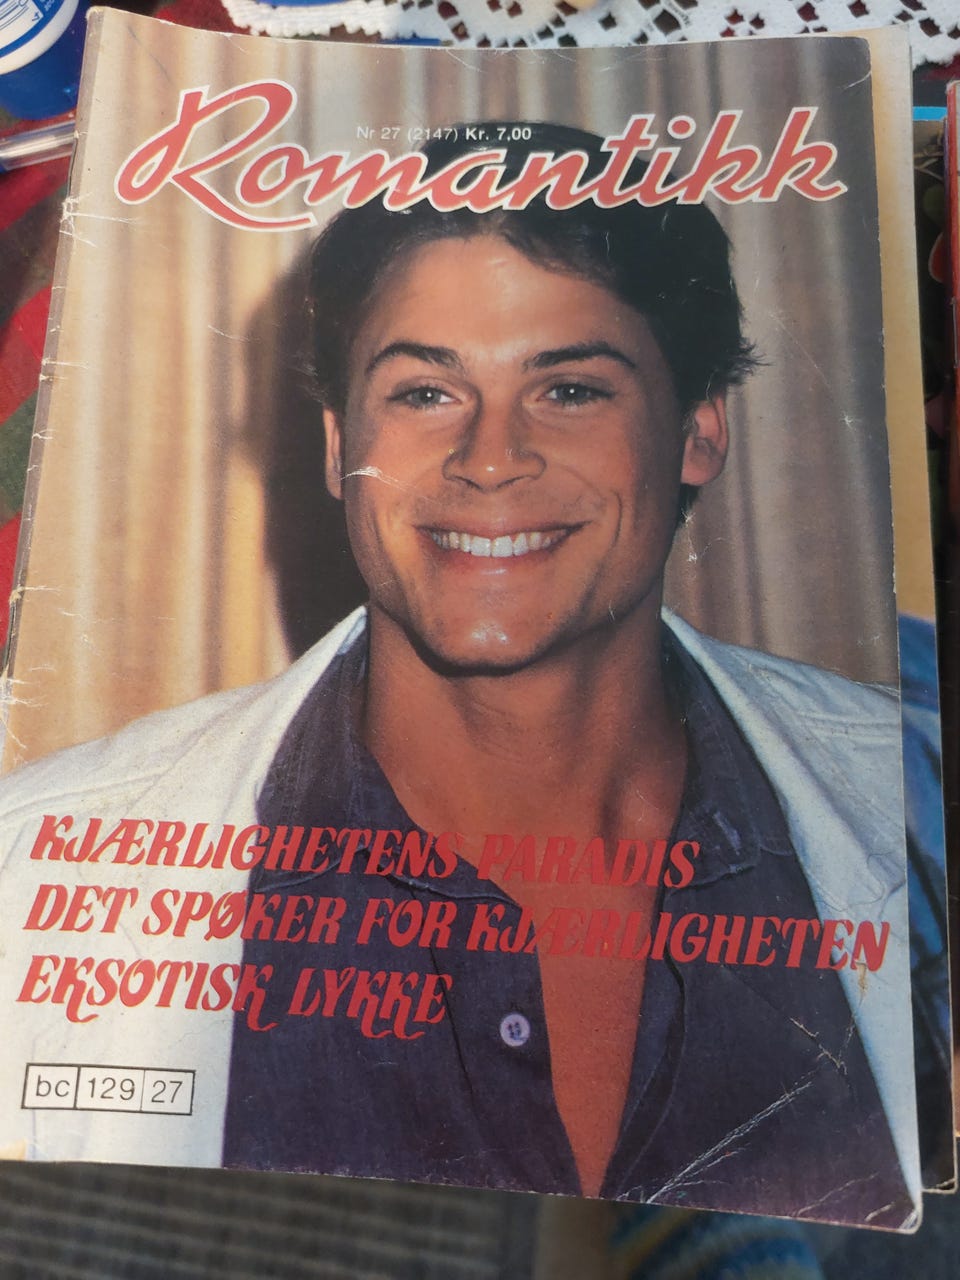 Nr 27 (2147) Kr. 7,00
Romantikk
KJÆRLIGHETENS PARADIS
DET SPØKER FOR KJÆRLIGHETEN
EKSOTISK LYKKE
bc 129 27